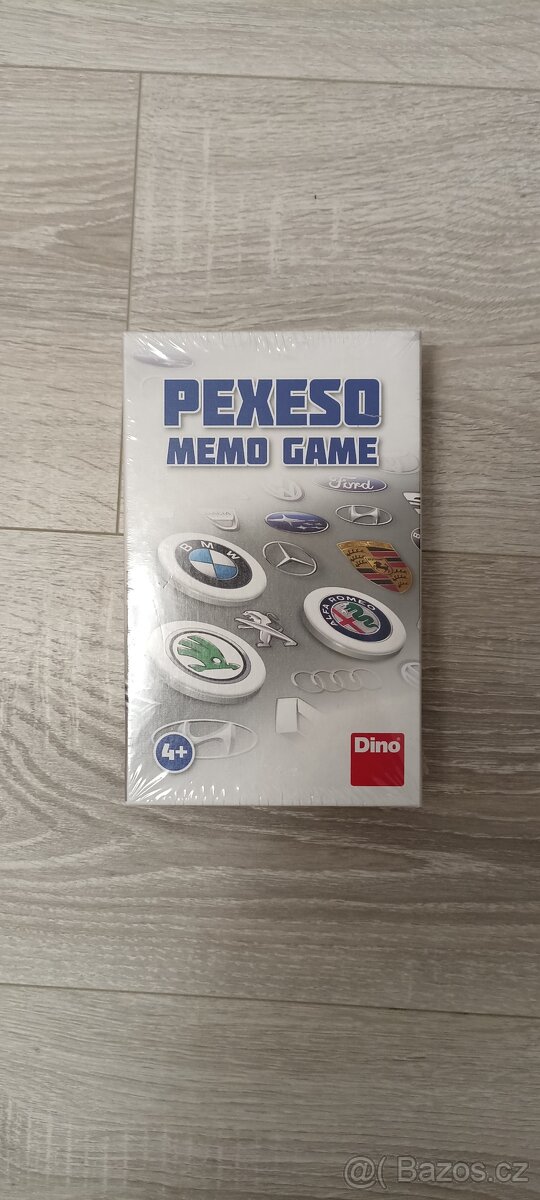 PEXESO
MEMO GAME
Ford
BMW
ALFA ROMEO
4+
Dino
@( Bazos.cz